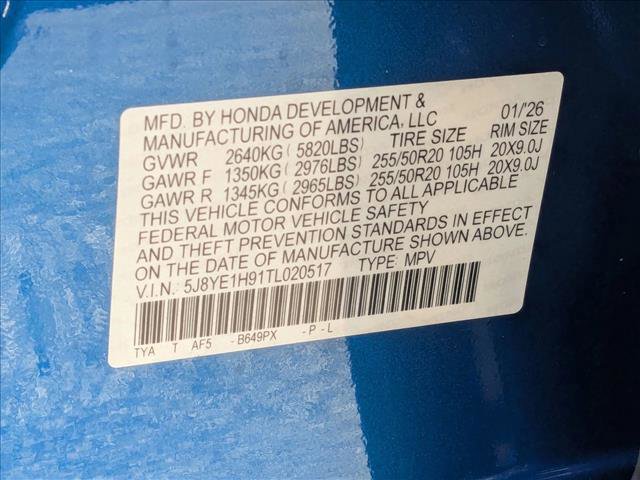 MFD. BY HONDA DEVELOPMENT & 01/'26
MANUFACTURING OF AMERICA, LLC
TIRE SIZE RIM SIZE
GVWR 2640KG ( 5820LBS)
GAWR F 1350KG ( 2976LBS) 255/50R20 105H 20X9.0J
GAWR R 1345KG ( 2965LBS) 255/50R20 105H 20X9.0J
THIS VEHICLE CONFORMS TO ALL APPLICABLE
FEDERAL MOTOR VEHICLE SAFETY
AND THEFT PREVENTION STANDARDS IN EFFECT
ON THE DATE OF MANUFACTURE SHOWN ABOVE.
V.I.N.: 5J8YE1H91TL020517 TYPE: MPV
TYA T AF5 - B649PX - P - L